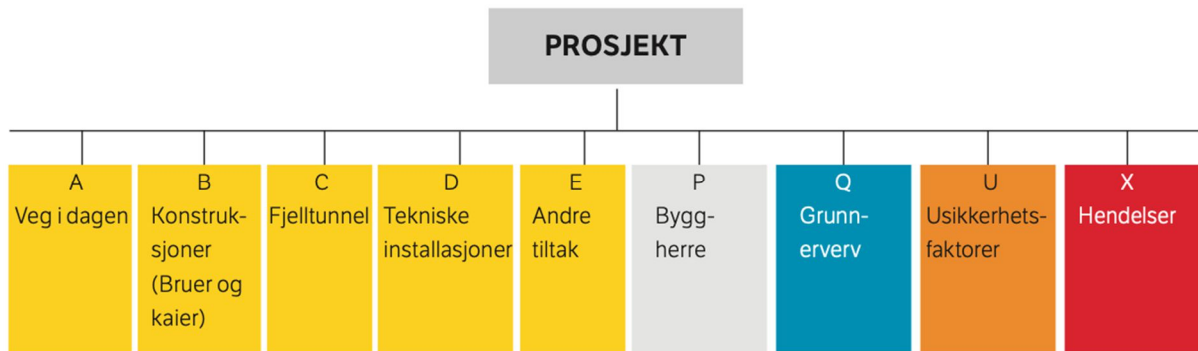 PROSJEKT
A
Veg i dagen
B
Konstruk-
sjoner
(Bruer og
kaier)
C
Fjelltunnel
D
Tekniske
installasjoner
E
Andre
tiltak
P
Bygg-
herre
Q
Grunn-
erverv
U
Usikkerhets-
faktorer
X
Hendelser